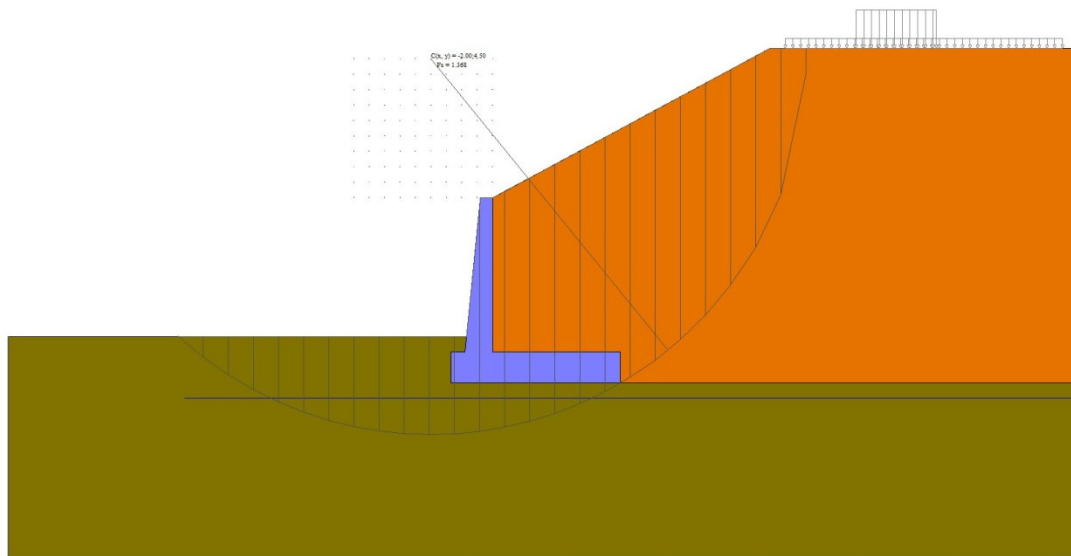 C(x, y) = -2.00;4.50
Fs = 1.368